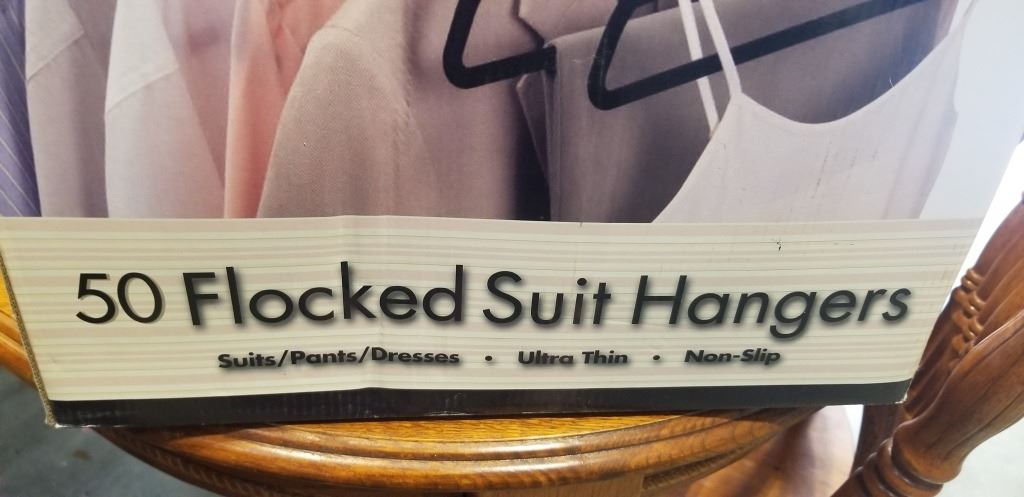 50 Flocked Suit Hangers
Suits/Pants/Dresses • Ultra Thin • Non-Slip